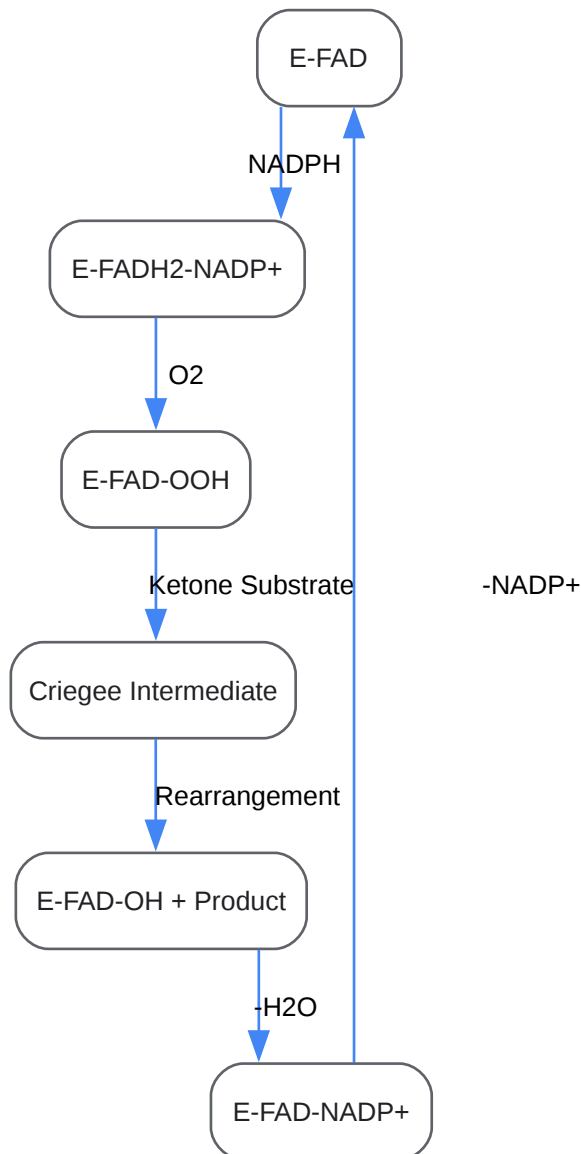 E-FAD
NADPH
E-FADH2-NADP+
O2
E-FAD-OOH
Ketone Substrate
-NADP+
Criegee Intermediate
Rearrangement
E-FAD-OH + Product
-H2O
E-FAD-NADP+